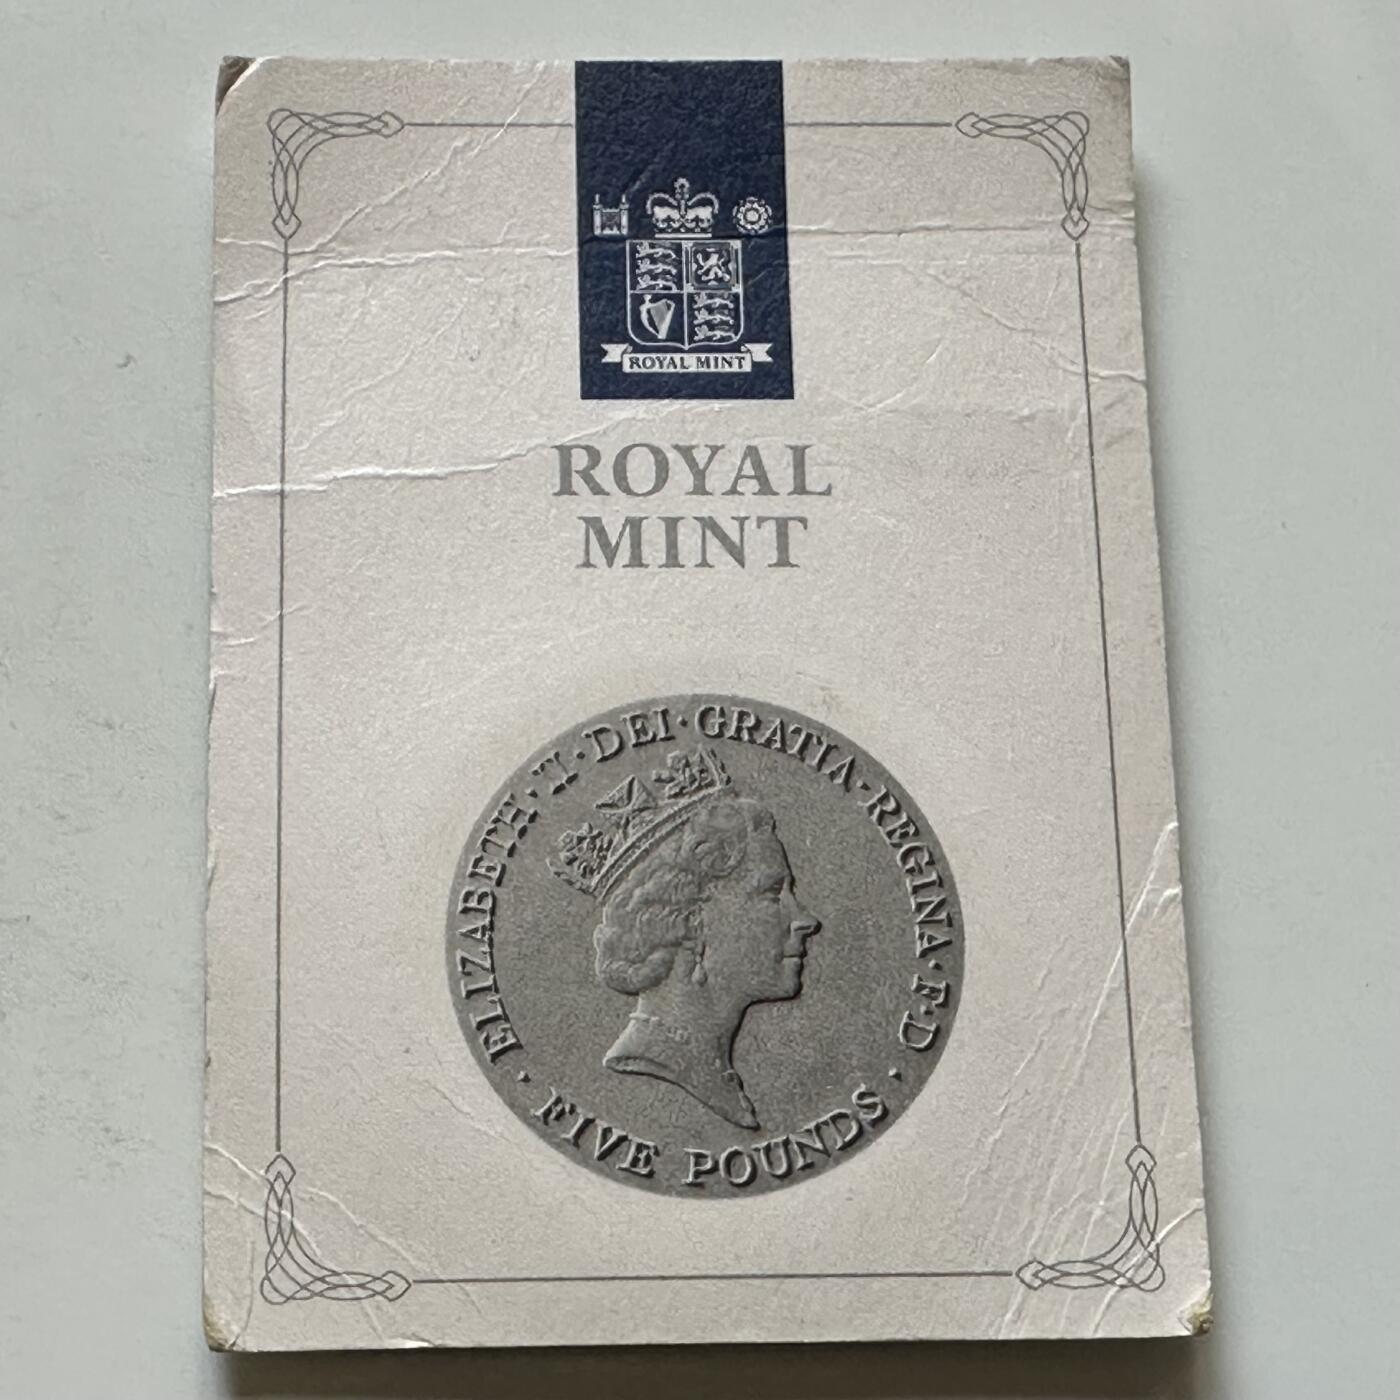 ROYAL MINT
ROYAL
MINT
ELIZABETH·II·DEI·GRATIA·REGINA·F·D
· FIVE POUNDS ·